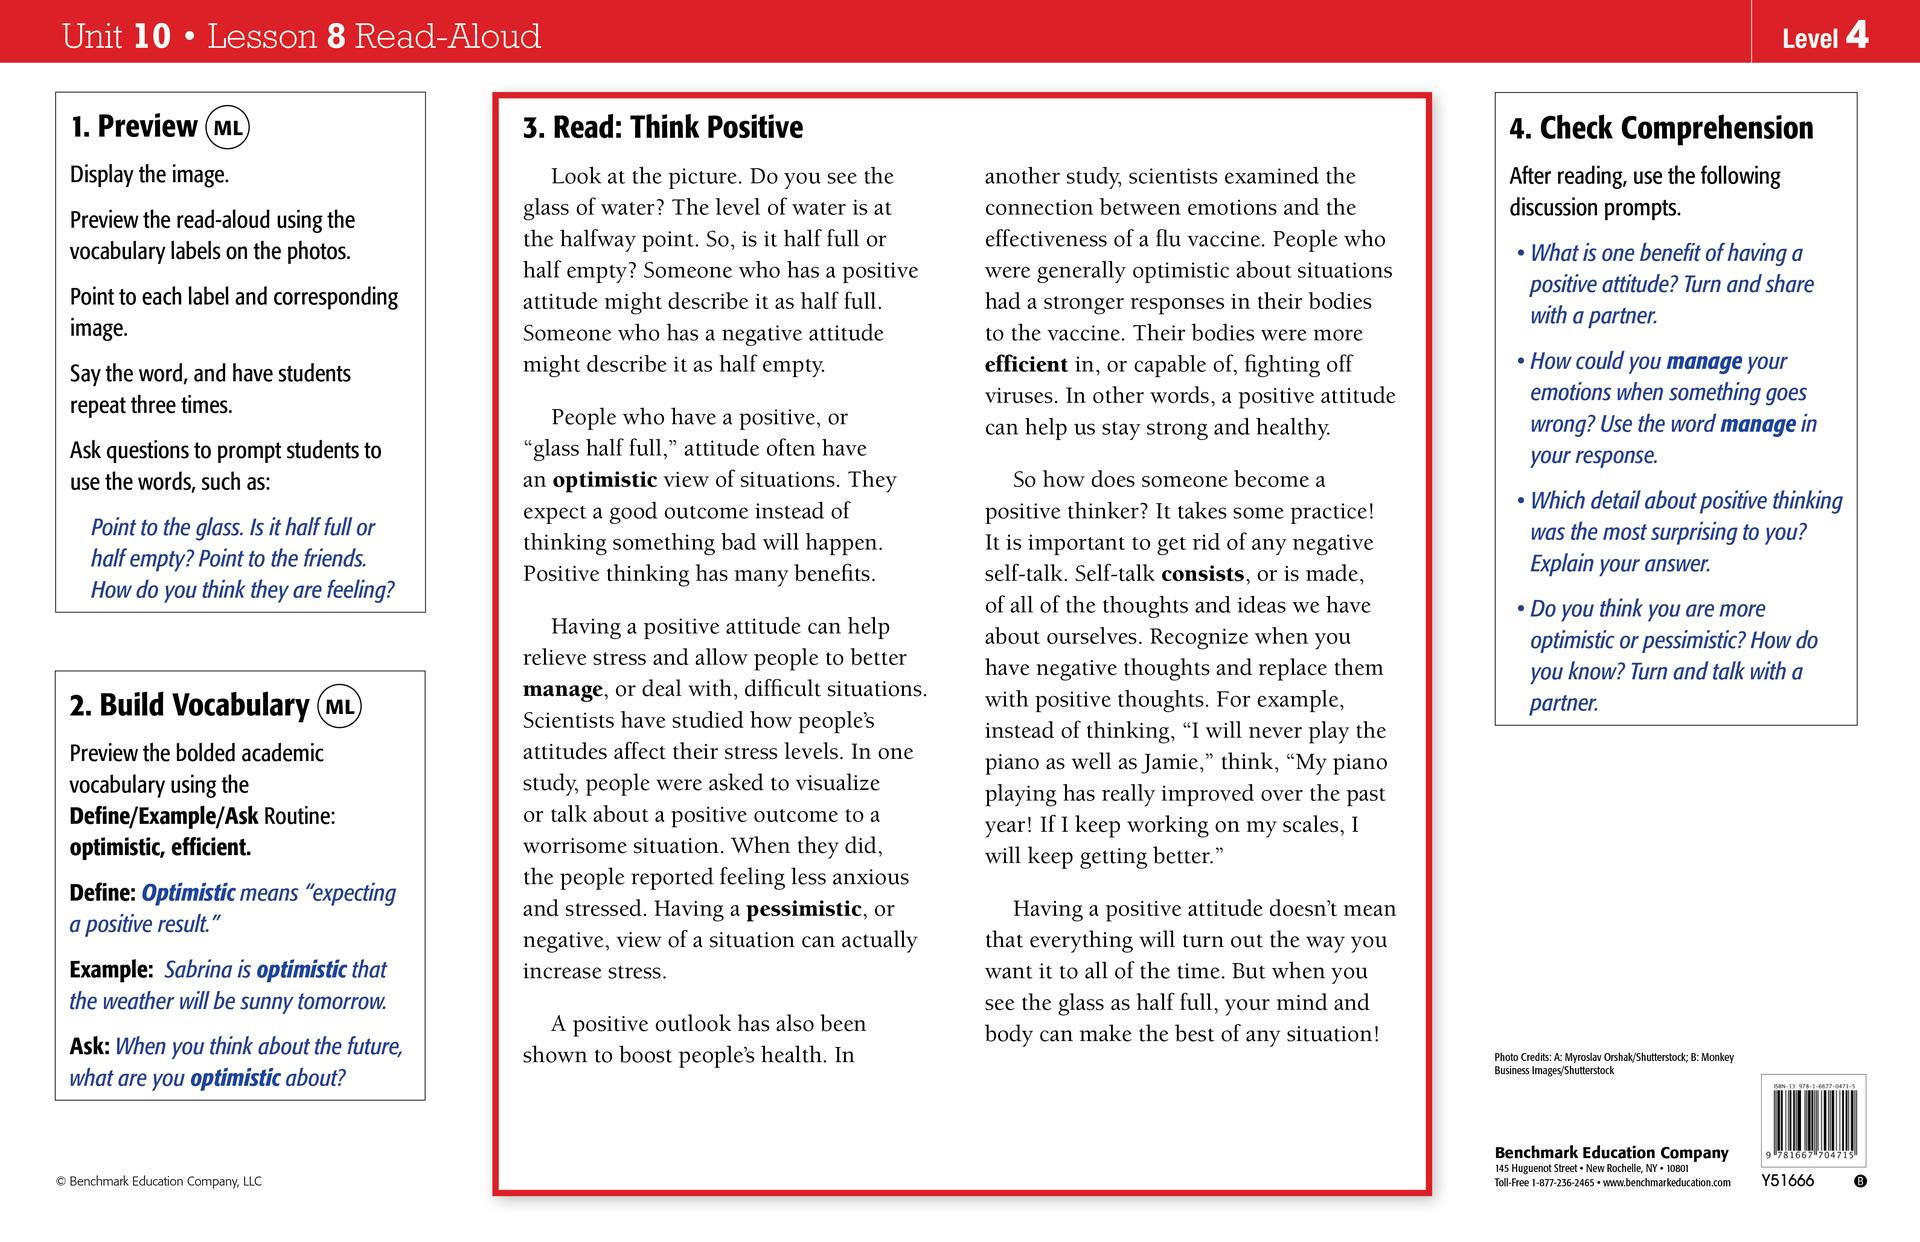 Unit 10 • Lesson 8 Read-Aloud
Level 4
1. Preview ML
Display the image.
Preview the read-aloud using the
vocabulary labels on the photos.
Point to each label and corresponding
image.
Say the word, and have students
repeat three times.
Ask questions to prompt students to
use the words, such as:
Point to the glass. Is it half full or
half empty? Point to the friends.
How do you think they are feeling?
2. Build Vocabulary ML
Preview the bolded academic
vocabulary using the
Define/Example/Ask Routine:
optimistic, efficient.
Define: Optimistic means “expecting
a positive result.”
Example: Sabrina is optimistic that
the weather will be sunny tomorrow.
Ask: When you think about the future,
what are you optimistic about?
© Benchmark Education Company, LLC
3. Read: Think Positive
Look at the picture. Do you see the
glass of water? The level of water is at
the halfway point. So, is it half full or
half empty? Someone who has a positive
attitude might describe it as half full.
Someone who has a negative attitude
might describe it as half empty.
People who have a positive, or
“glass half full,” attitude often have
an optimistic view of situations. They
expect a good outcome instead of
thinking something bad will happen.
Positive thinking has many benefits.
Having a positive attitude can help
relieve stress and allow people to better
manage, or deal with, difficult situations.
Scientists have studied how people’s
attitudes affect their stress levels. In one
study, people were asked to visualize
or talk about a positive outcome to a
worrisome situation. When they did,
the people reported feeling less anxious
and stressed. Having a pessimistic, or
negative, view of a situation can actually
increase stress.
A positive outlook has also been
shown to boost people’s health. In
another study, scientists examined the
connection between emotions and the
effectiveness of a flu vaccine. People who
were generally optimistic about situations
had a stronger responses in their bodies
to the vaccine. Their bodies were more
efficient in, or capable of, fighting off
viruses. In other words, a positive attitude
can help us stay strong and healthy.
So how does someone become a
positive thinker? It takes some practice!
It is important to get rid of any negative
self-talk. Self-talk consists, or is made,
of all of the thoughts and ideas we have
about ourselves. Recognize when you
have negative thoughts and replace them
with positive thoughts. For example,
instead of thinking, “I will never play the
piano as well as Jamie,” think, “My piano
playing has really improved over the past
year! If I keep working on my scales, I
will keep getting better.”
Having a positive attitude doesn’t mean
that everything will turn out the way you
want it to all of the time. But when you
see the glass as half full, your mind and
body can make the best of any situation!
4. Check Comprehension
After reading, use the following
discussion prompts.
• What is one benefit of having a
positive attitude? Turn and share
with a partner.
• How could you manage your
emotions when something goes
wrong? Use the word manage in
your response.
• Which detail about positive thinking
was the most surprising to you?
Explain your answer.
• Do you think you are more
optimistic or pessimistic? How do
you know? Turn and talk with a
partner.
Photo Credits: A: Myroslav Orshak/Shutterstock; B: Monkey
Business Images/Shutterstock
Benchmark Education Company
145 Huguenot Street • New Rochelle, NY • 10801
Toll-Free 1-877-236-2465 • www.benchmarkeducation.com
ISBN-13 978-1-6677-0471-5
9 781667 704715
Y51666
B